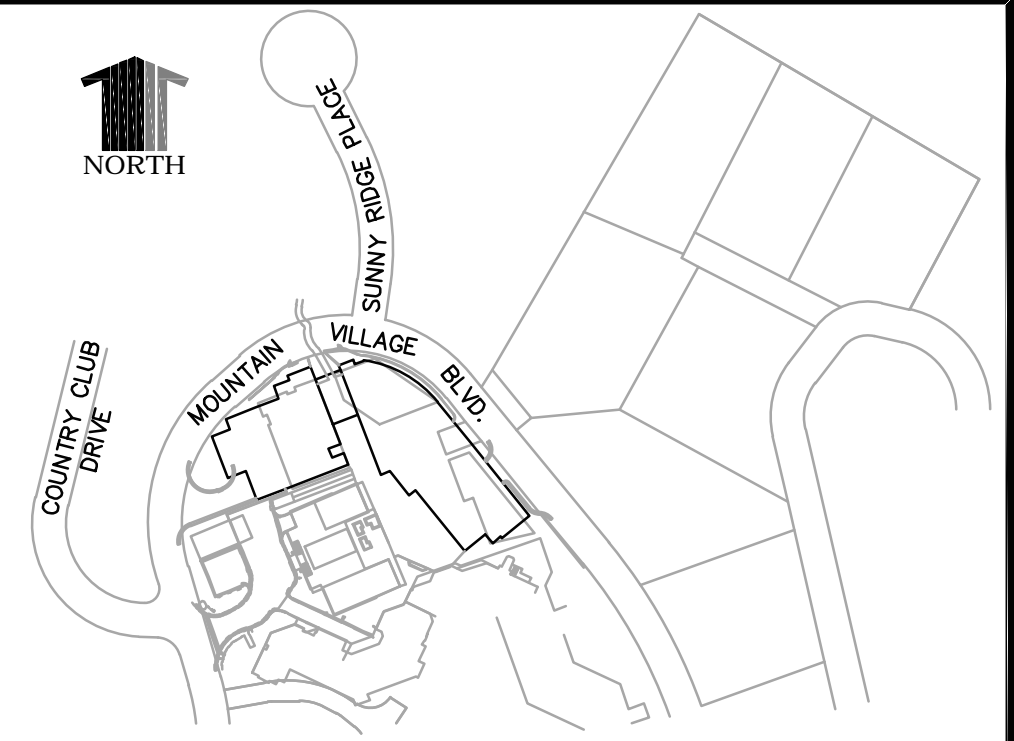 NORTH
SUNNY RIDGE PLACE
MOUNTAIN VILLAGE BLVD.
COUNTRY CLUB
DRIVE